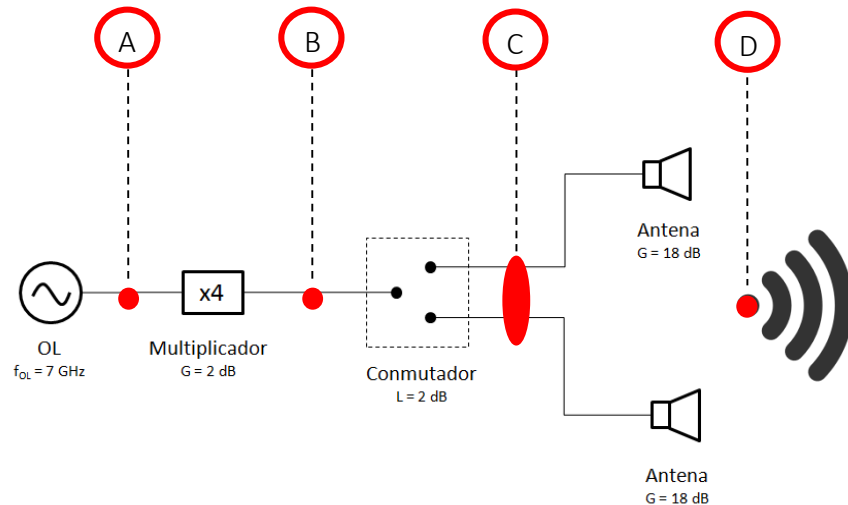 A
B
C
D
Antena
G = 18 dB
x4
OL
f_OL = 7 GHz
Multiplicador
G = 2 dB
Conmutador
L = 2 dB
Antena
G = 18 dB